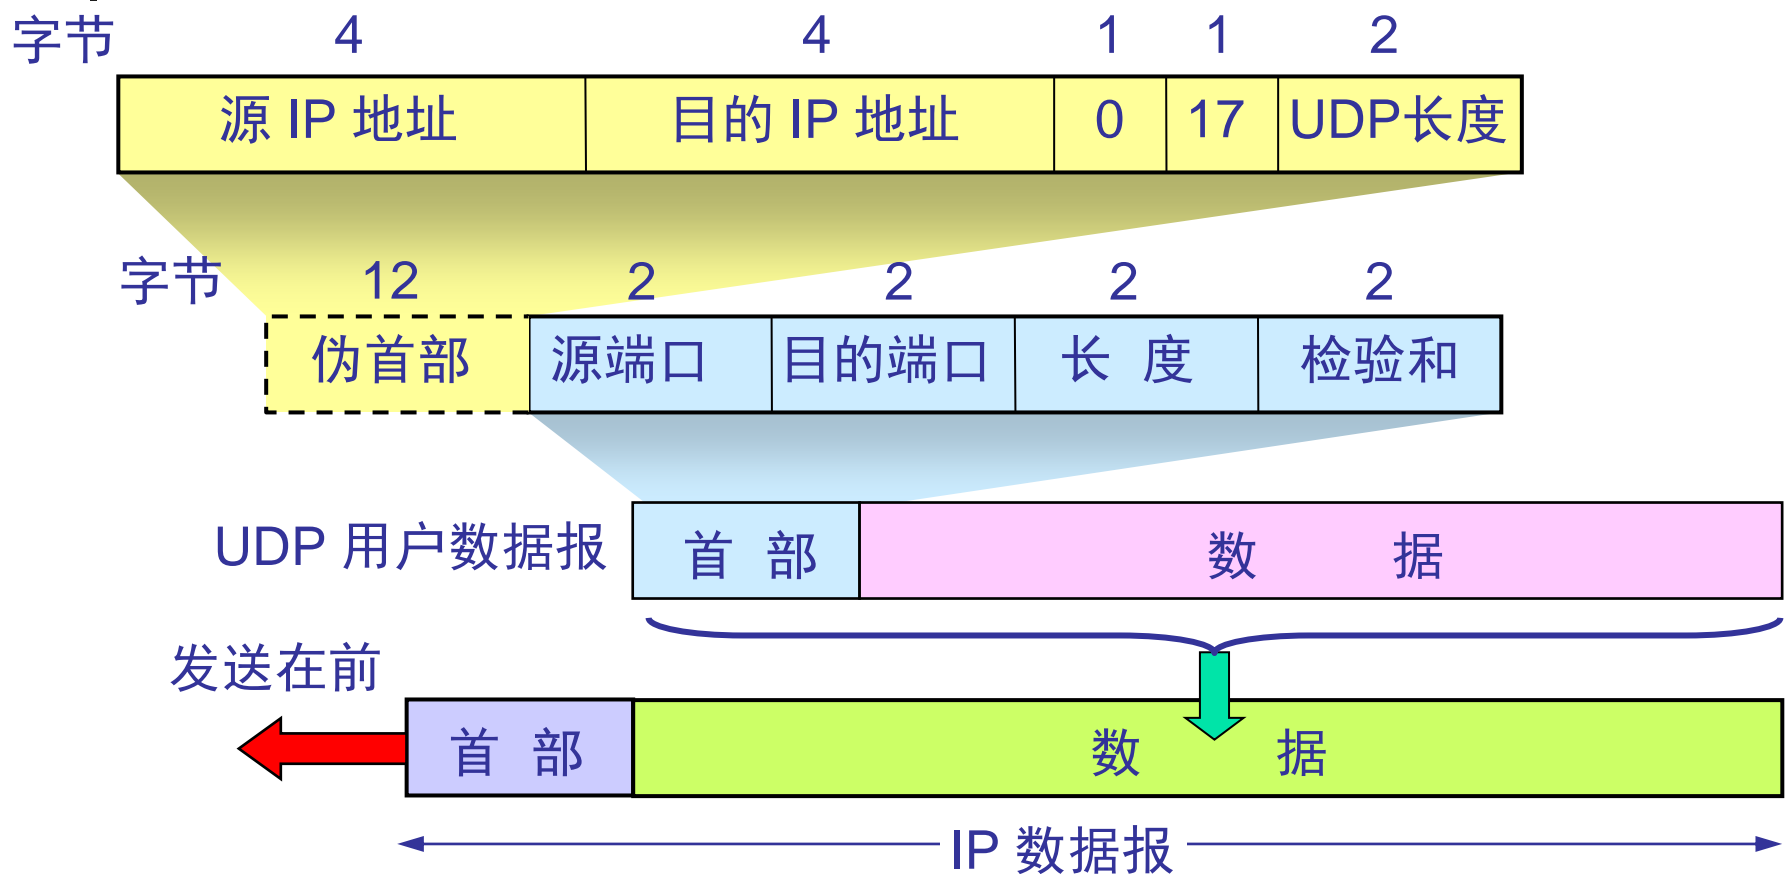 字节 4 4 1 1 2
源 IP 地址 目的 IP 地址 0 17 UDP长度
字节 12 2 2 2 2
伪首部 源端口 目的端口 长 度 检验和
UDP 用户数据报 首 部 数 据
发送在前
首 部 数 据
IP 数据报